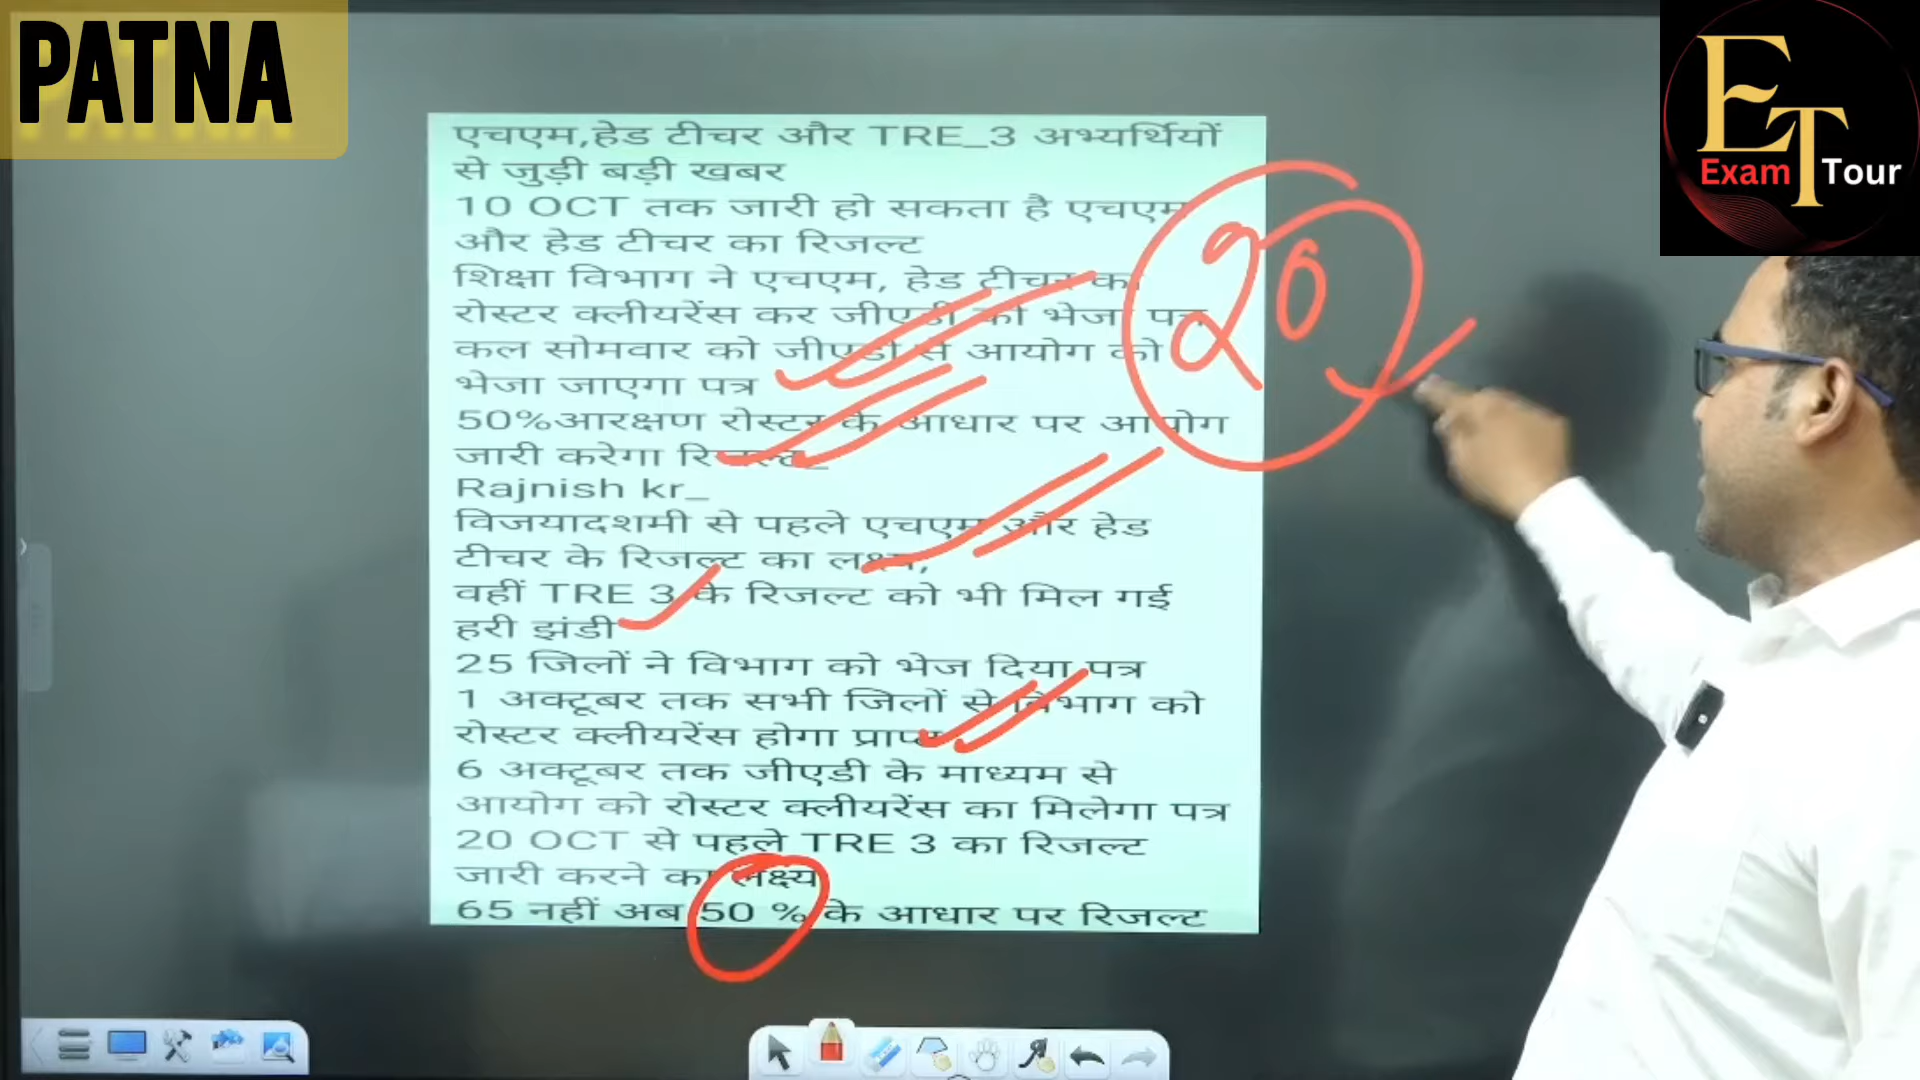 PATNA
ET
Exam Tour
एचएम,हेड टीचर और TRE_3 अभ्यर्थियों
से जुड़ी बड़ी खबर
10 OCT तक जारी हो सकता है एचएम
और हेड टीचर का रिजल्ट
शिक्षा विभाग ने एचएम, हेड टीचर का
रोस्टर क्लीयरेंस कर जीएडी को भेजा पत्र
कल सोमवार को जीएडी से आयोग को
भेजा जाएगा पत्र
50%आरक्षण रोस्टर के आधार पर आयोग
जारी करेगा रिजल्ट_
Rajnish kr_
विजयादशमी से पहले एचएम और हेड
टीचर के रिजल्ट का लक्ष्य,
वहीं TRE 3 के रिजल्ट को भी मिल गई
हरी झंडी
25 जिलों ने विभाग को भेज दिया पत्र
1 अक्टूबर तक सभी जिलों से विभाग को
रोस्टर क्लीयरेंस होगा प्राप्त
6 अक्टूबर तक जीएडी के माध्यम से
आयोग को रोस्टर क्लीयरेंस का मिलेगा पत्र
20 OCT से पहले TRE 3 का रिजल्ट
जारी करने का लक्ष्य
65 नहीं अब 50 % के आधार पर रिजल्ट
20